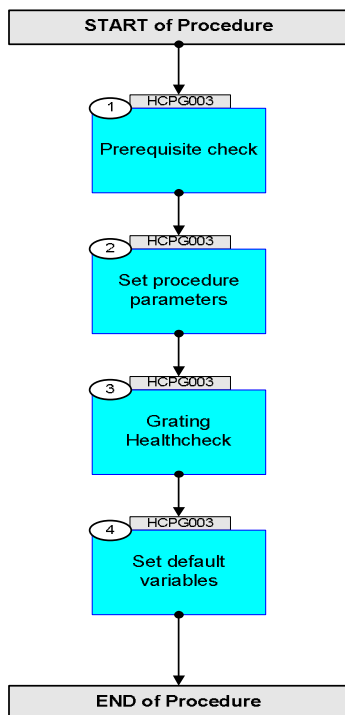 START of Procedure
HCPG003
1
Prerequisite check
HCPG003
2
Set procedure
parameters
HCPG003
3
Grating
Healthcheck
HCPG003
4
Set default
variables
END of Procedure